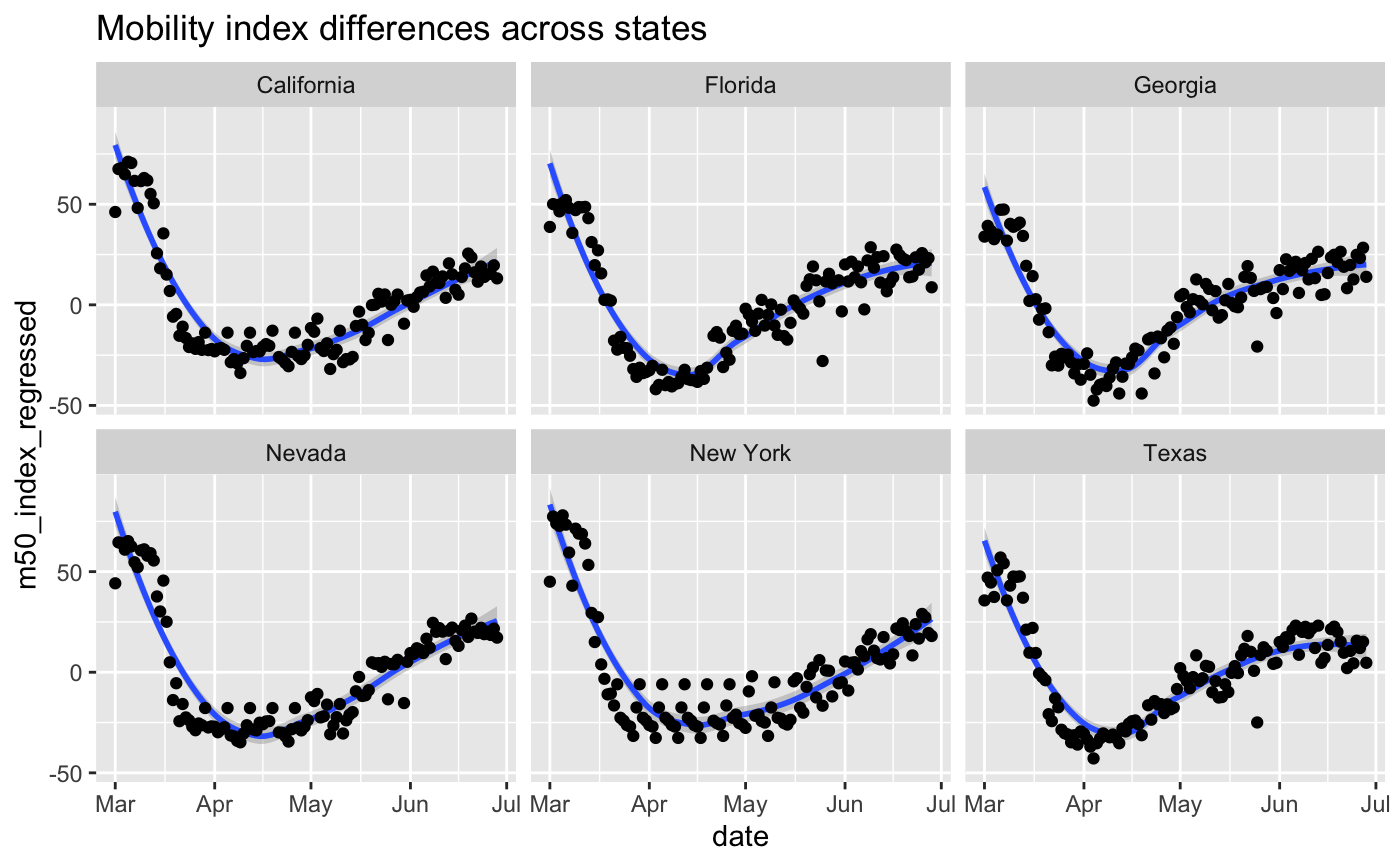 Mobility index differences across states
California Florida Georgia
50
0
-50
Nevada New York Texas
50
0
-50
m50_index_regressed
Mar Apr May Jun Jul Mar Apr May Jun Jul Mar Apr May Jun Jul
date